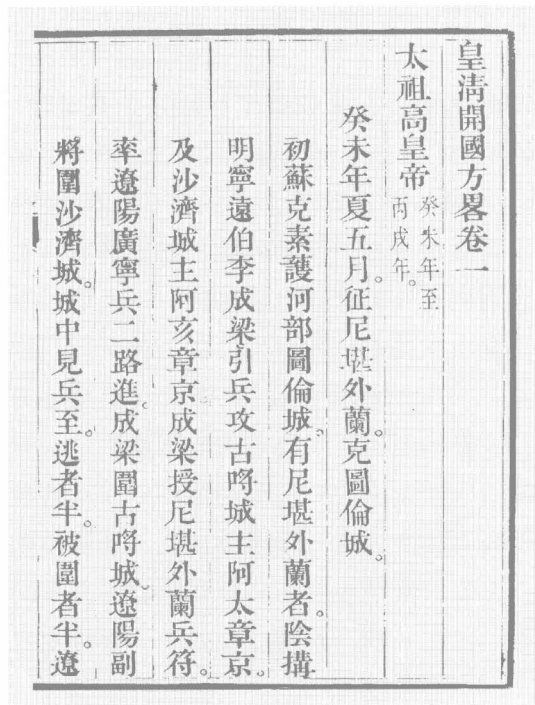 皇清開國方畧卷一
太祖高皇帝癸未年至丙戌年。
癸未年夏五月。征尼堪外蘭。克圖倫城。
初蘇克素護河部圖倫城。有尼堪外蘭者。陰搆
明寧遠伯李成梁引兵攻古哷城主阿太章京。
及沙濟城主阿亥章京成梁授尼堪外蘭兵符。
率遼陽廣寧兵二路進。成梁圍古哷城。遼陽副
將圍沙濟城。城中見兵至。逃者半。被圍者半。遼